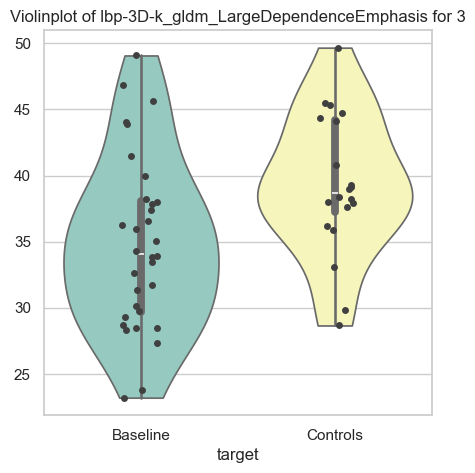 Violinplot of lbp-3D-k_gldm_LargeDependenceEmphasis for 3
50
45
40
35
30
25
Baseline
Controls
target